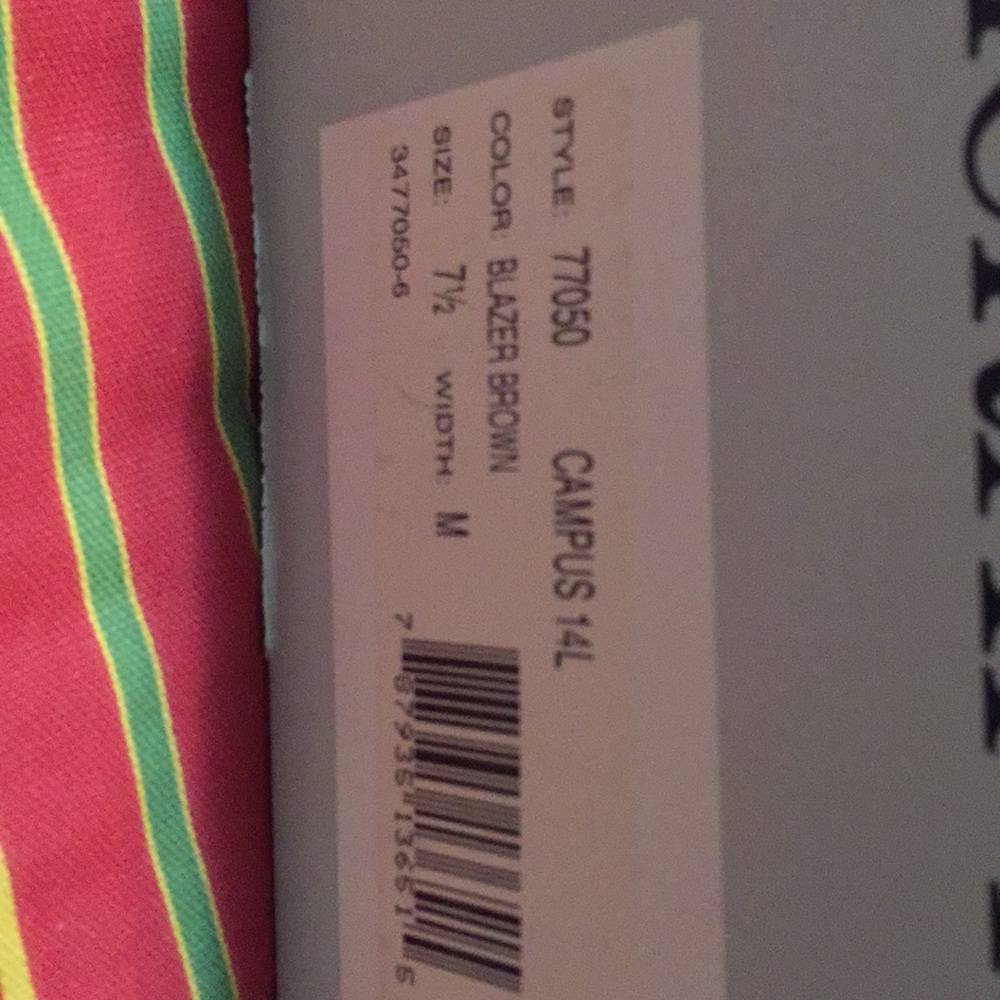 STYLE: 77050 CAMPUS 14L
COLOR: BLAZER BROWN
SIZE: 7½ WIDTH: M
3477050-6